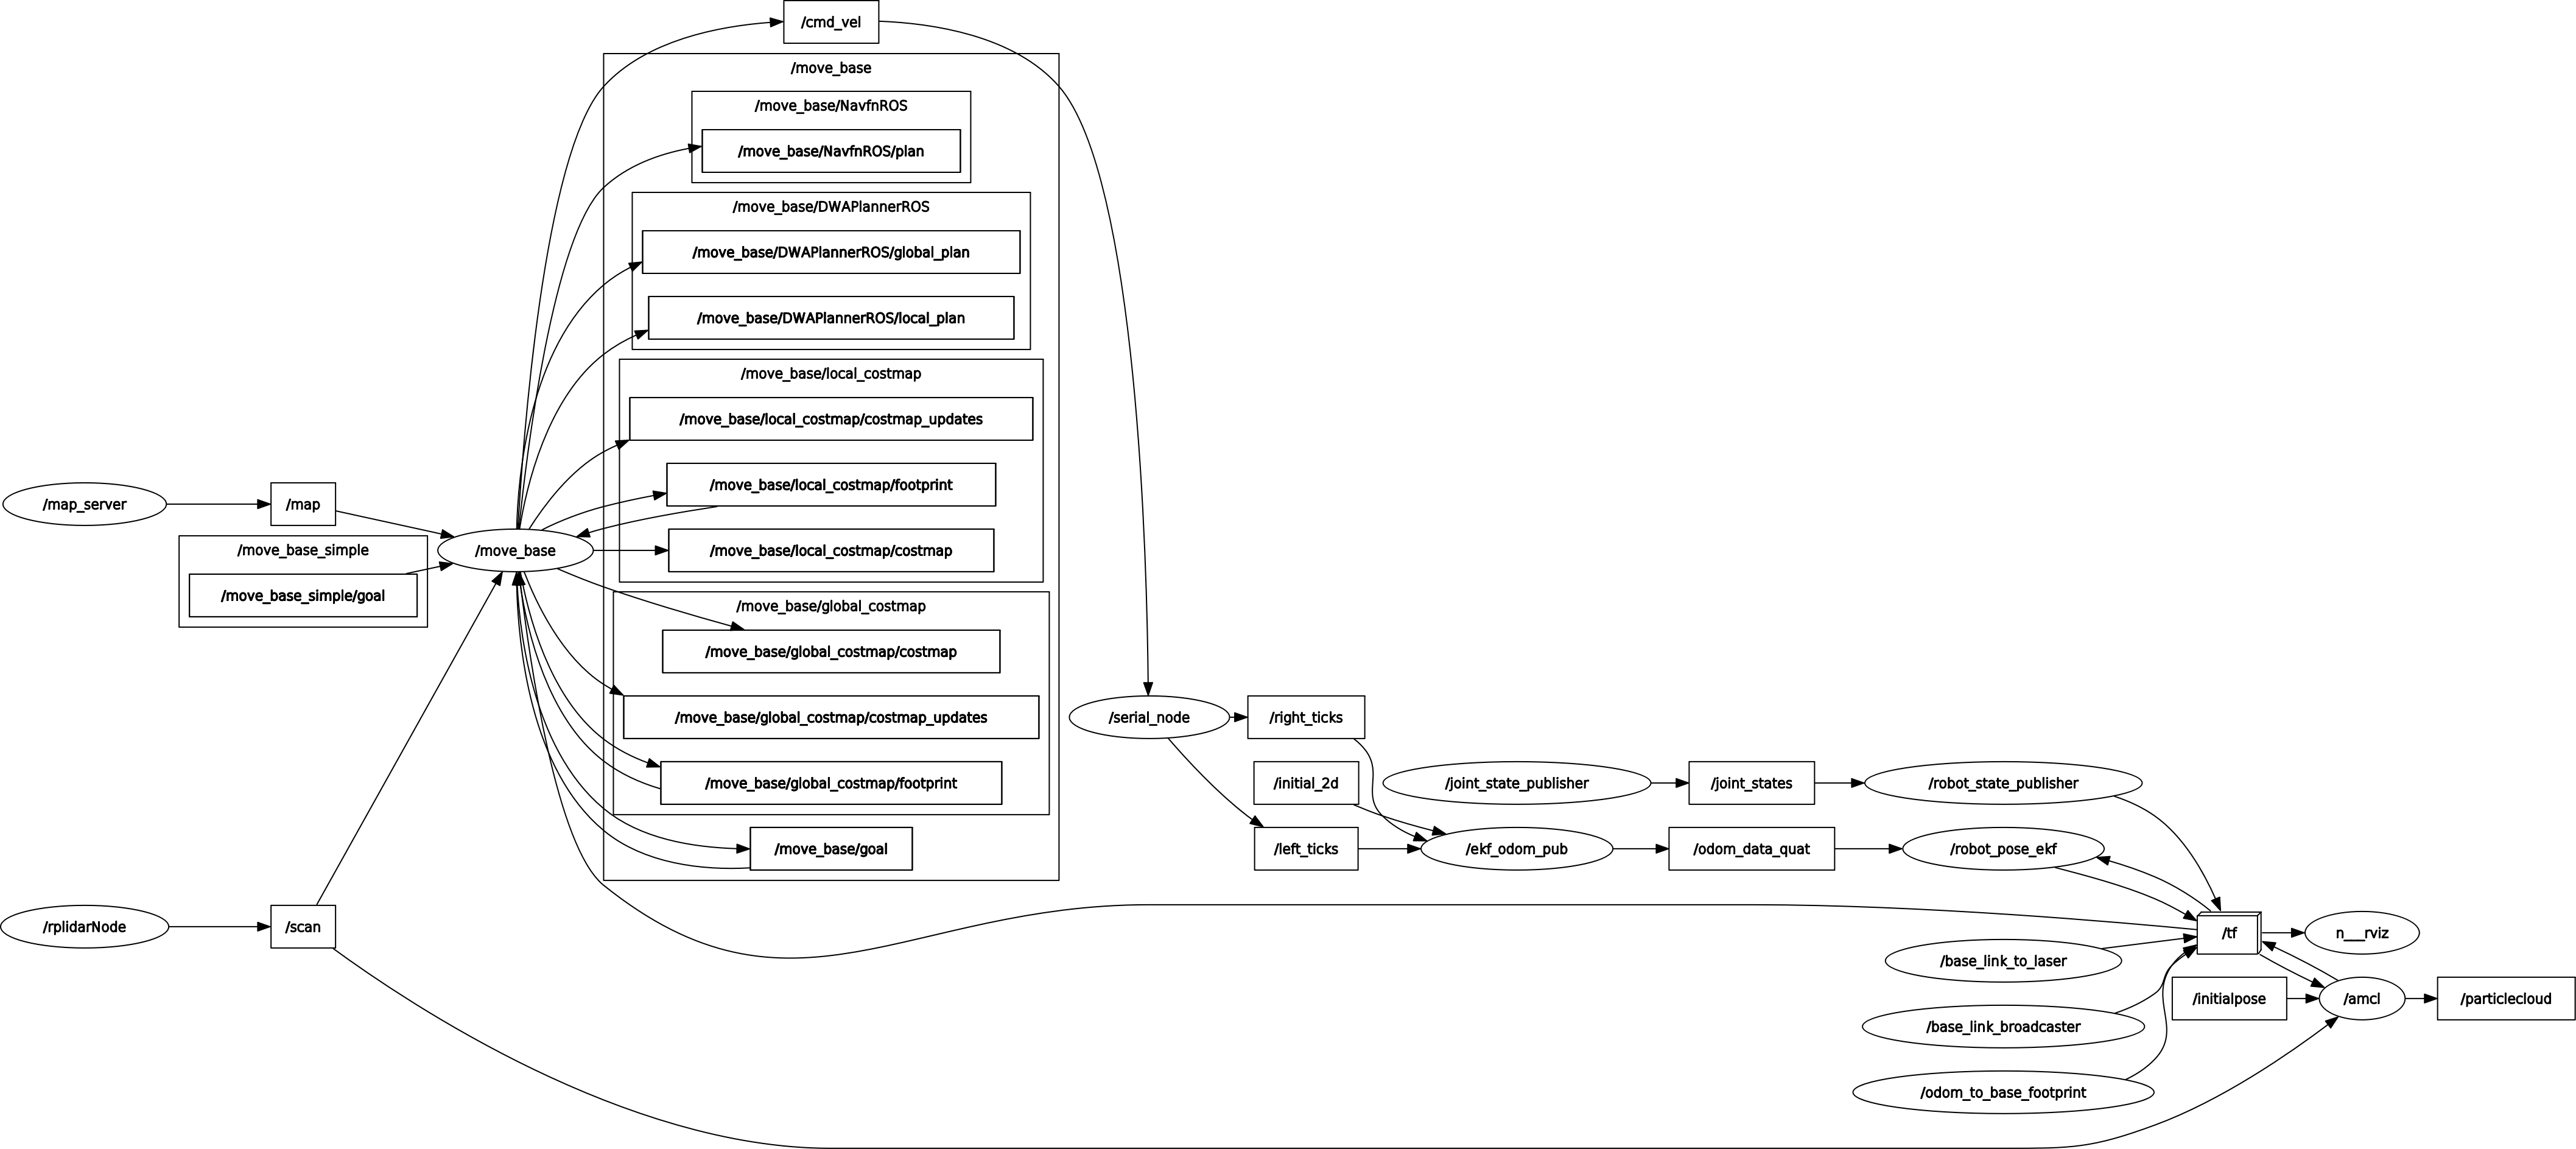 /cmd_vel
/move_base
/move_base/NavfnROS
/move_base/NavfnROS/plan
/move_base/DWAPlannerROS
/move_base/DWAPlannerROS/global_plan
/move_base/DWAPlannerROS/local_plan
/move_base/local_costmap
/move_base/local_costmap/costmap_updates
/move_base/local_costmap/footprint
/map_server
/map
/move_base_simple
/move_base_simple/goal
/move_base
/move_base/local_costmap/costmap
/move_base/global_costmap
/move_base/global_costmap/costmap
/move_base/global_costmap/costmap_updates
/move_base/global_costmap/footprint
/move_base/goal
/rplidarNode
/scan
/serial_node
/right_ticks
/initial_2d
/left_ticks
/joint_state_publisher
/joint_states
/robot_state_publisher
/ekf_odom_pub
/odom_data_quat
/robot_pose_ekf
/tf
n___rviz
/base_link_to_laser
/initialpose
/amcl
/particlecloud
/base_link_broadcaster
/odom_to_base_footprint